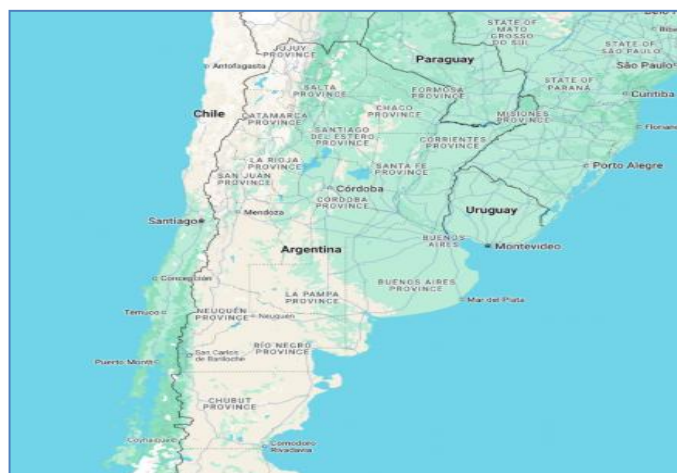 STATE OF
MATO
GROSSO
DO SUL
JUJUY
PROVINCE
Paraguay
STATE OF
SÃO PAULO
São Paulo
Antofagasta
SALTA
PROVINCE
FORMOSA
PROVINCE
STATE OF
PARANÁ
Curitiba
Chile
CATAMARCA
PROVINCE
CHACO
PROVINCE
MISIONES
PROVINCE
SANTIAGO
DEL ESTERO
PROVINCE
CORRIENTES
PROVINCE
LA RIOJA
PROVINCE
SANTA FE
PROVINCE
Porto Alegre
SAN JUAN
PROVINCE
Córdoba
CÓRDOBA
PROVINCE
Uruguay
Santiago
Mendoza
BUENOS
AIRES
Montevideo
Argentina
Concepción
BUENOS AIRES
PROVINCE
LA PAMPA
PROVINCE
Mar del Plata
Temuco
NEUQUÉN
PROVINCE
Neuquén
RÍO NEGRO
PROVINCE
San Carlos
de Bariloche
Puerto Montt
CHUBUT
PROVINCE
Coyhaique
Comodoro
Rivadavia